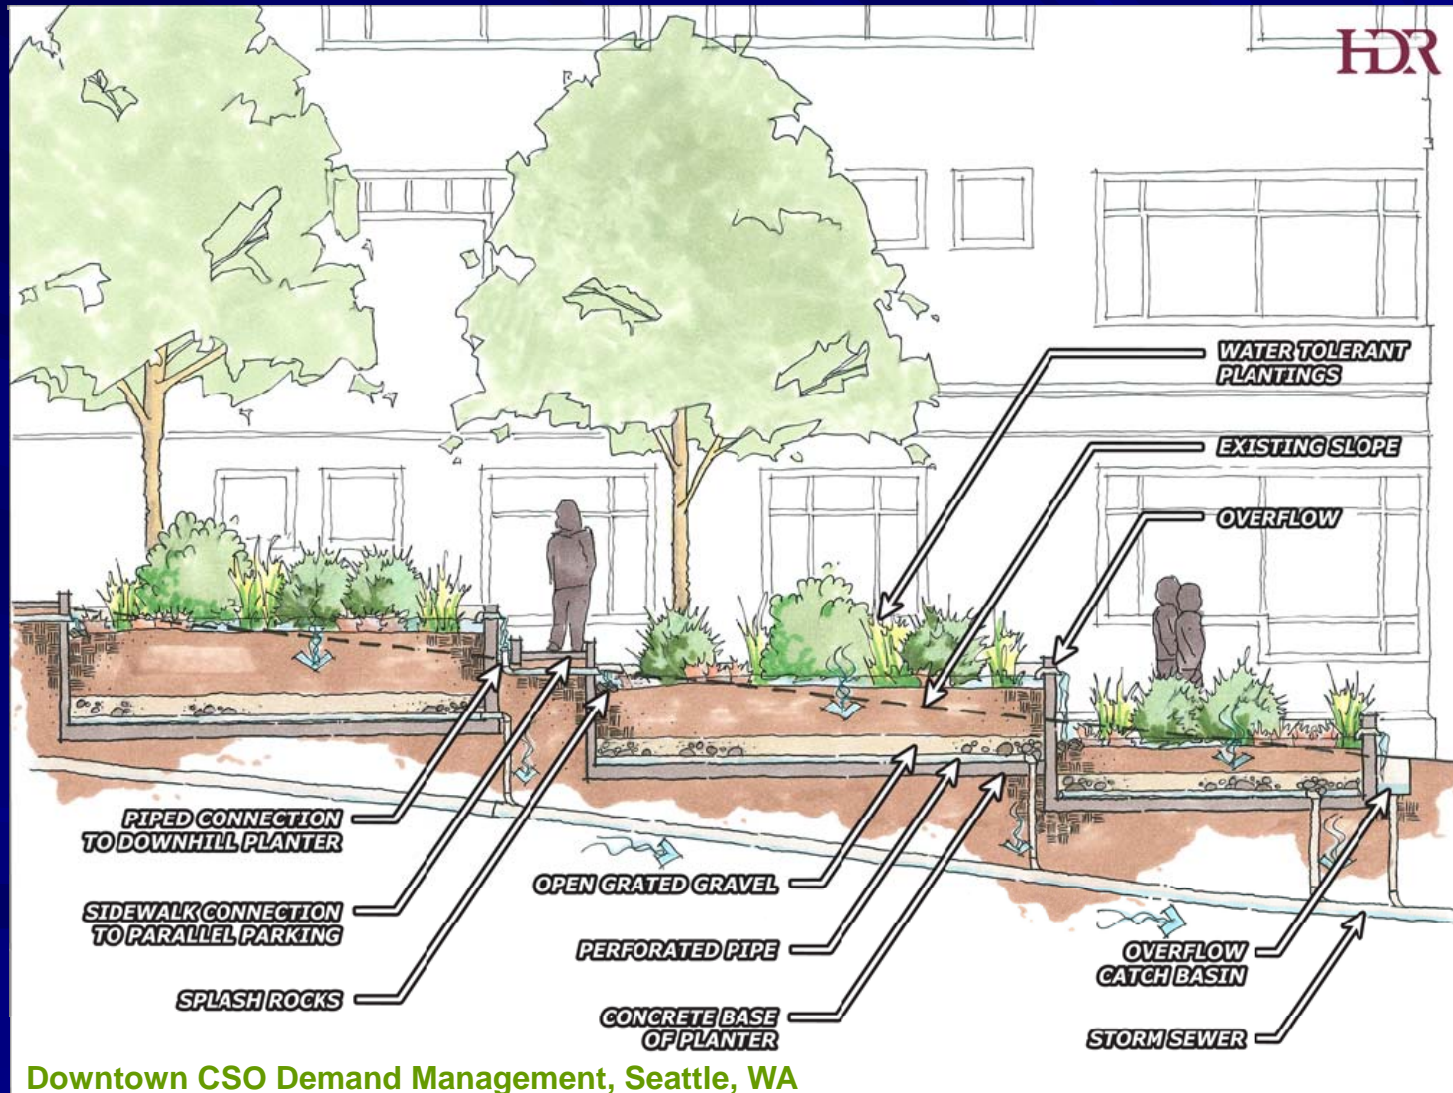 HDR
WATER TOLERANT
PLANTINGS
EXISTING SLOPE
OVERFLOW
PIPED CONNECTION
TO DOWNHILL PLANTER
SIDEWALK CONNECTION
TO PARALLEL PARKING
SPLASH ROCKS
OPEN GRATED GRAVEL
PERFORATED PIPE
CONCRETE BASE
OF PLANTER
OVERFLOW
CATCH BASIN
STORM SEWER
Downtown CSO Demand Management, Seattle, WA